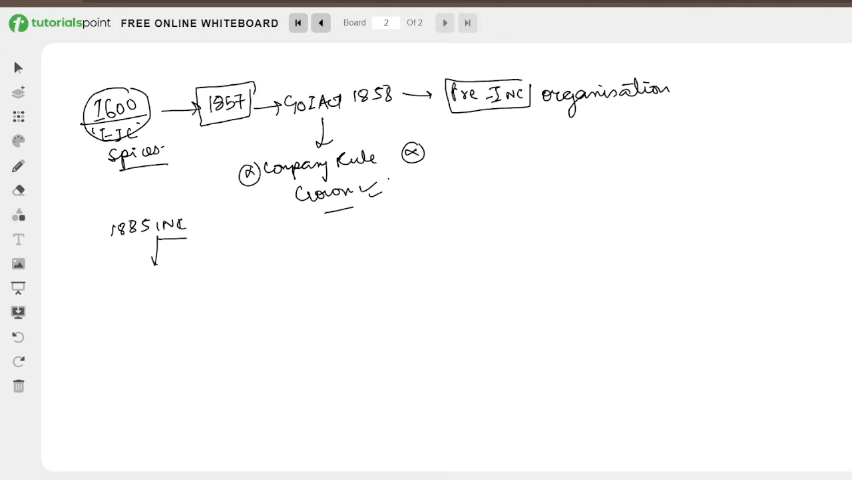 tutorialspoint FREE ONLINE WHITEBOARD Board 2 Of 2
1600 → 1857 → GOI Act 1858 → Pre-INC organisation
Spices
Company Rule
Crown ✓
1885 INC
T